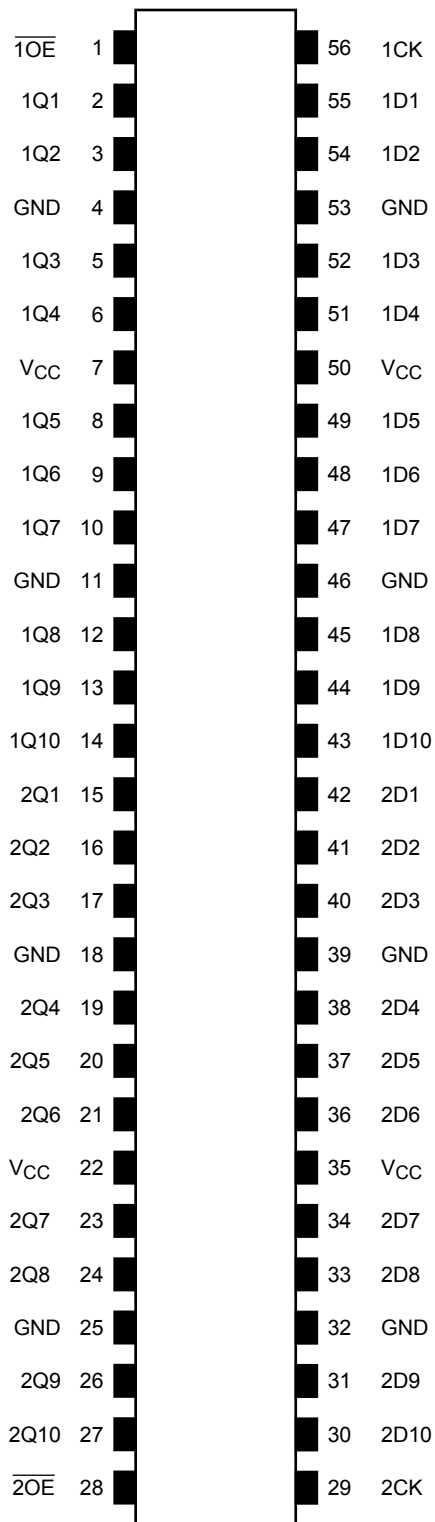 1OE 1 56 1CK
1Q1 2 55 1D1
1Q2 3 54 1D2
GND 4 53 GND
1Q3 5 52 1D3
1Q4 6 51 1D4
VCC 7 50 VCC
1Q5 8 49 1D5
1Q6 9 48 1D6
1Q7 10 47 1D7
GND 11 46 GND
1Q8 12 45 1D8
1Q9 13 44 1D9
1Q10 14 43 1D10
2Q1 15 42 2D1
2Q2 16 41 2D2
2Q3 17 40 2D3
GND 18 39 GND
2Q4 19 38 2D4
2Q5 20 37 2D5
2Q6 21 36 2D6
VCC 22 35 VCC
2Q7 23 34 2D7
2Q8 24 33 2D8
GND 25 32 GND
2Q9 26 31 2D9
2Q10 27 30 2D10
2OE 28 29 2CK